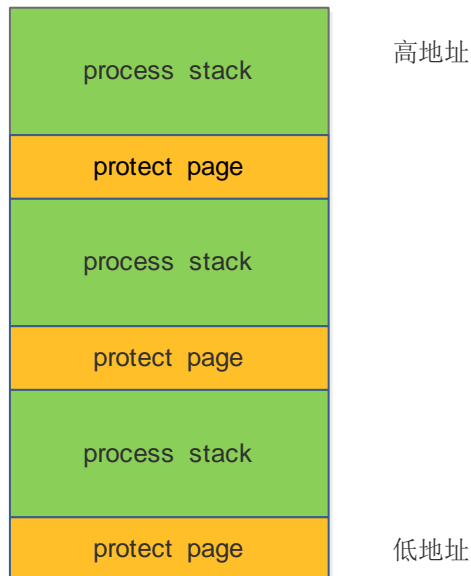 高地址
process stack
protect page
process stack
protect page
process stack
protect page
低地址